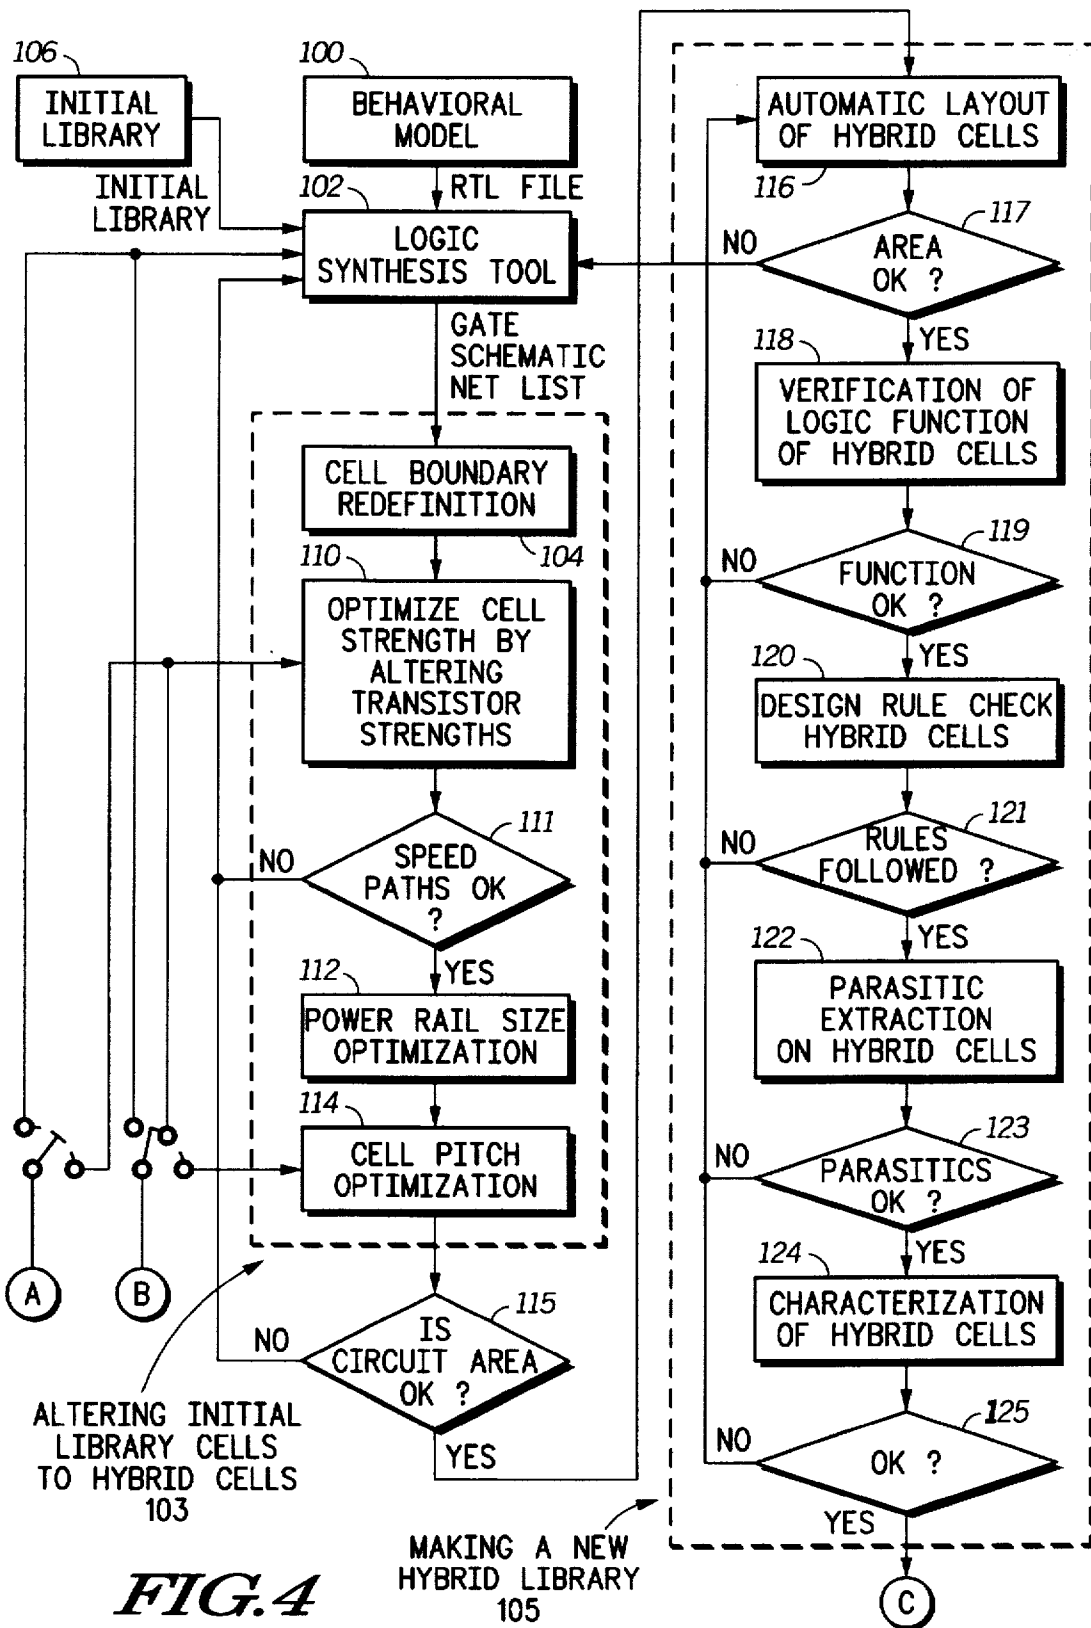 106
INITIAL
LIBRARY
INITIAL
LIBRARY
100
BEHAVIORAL
MODEL
RTL FILE
102
LOGIC
SYNTHESIS TOOL
GATE
SCHEMATIC
NET LIST
CELL BOUNDARY
REDEFINITION
104
110
OPTIMIZE CELL
STRENGTH BY
ALTERING
TRANSISTOR
STRENGTHS
111
SPEED
PATHS OK
?
NO
YES
112
POWER RAIL SIZE
OPTIMIZATION
114
CELL PITCH
OPTIMIZATION
A
B
115
IS
CIRCUIT AREA
OK ?
NO
YES
ALTERING INITIAL
LIBRARY CELLS
TO HYBRID CELLS
103
AUTOMATIC LAYOUT
OF HYBRID CELLS
116
117
AREA
OK ?
NO
YES
118
VERIFICATION OF
LOGIC FUNCTION
OF HYBRID CELLS
119
FUNCTION
OK ?
NO
YES
120
DESIGN RULE CHECK
HYBRID CELLS
121
RULES
FOLLOWED ?
NO
YES
122
PARASITIC
EXTRACTION
ON HYBRID CELLS
123
PARASITICS
OK ?
NO
YES
124
CHARACTERIZATION
OF HYBRID CELLS
125
OK ?
NO
YES
C
MAKING A NEW
HYBRID LIBRARY
105
FIG.4